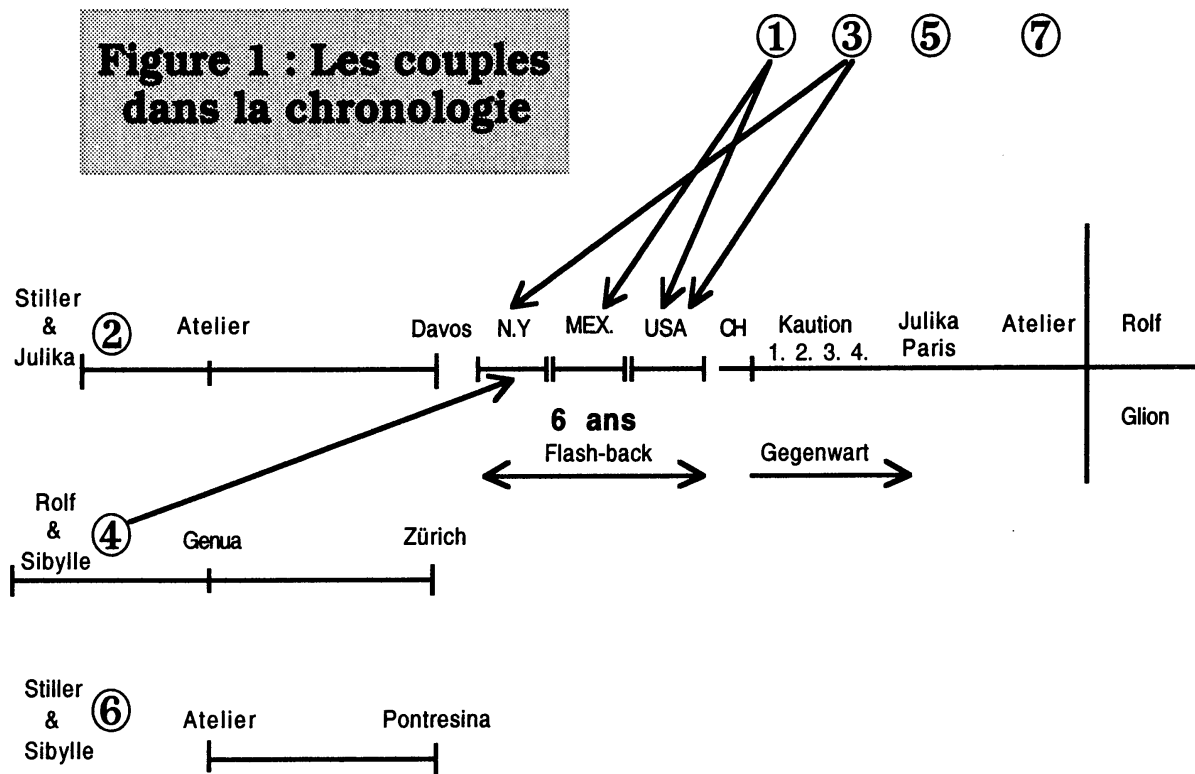 Figure 1 : Les couples
dans la chronologie
① ③ ⑤ ⑦
Stiller
&
Julika
② Atelier Davos N.Y MEX. USA CH Kaution
1. 2. 3. 4.
Julika
Paris
Atelier Rolf
6 ans
Flash-back Gegenwart Glion
Rolf
&
Sibylle
④ Genua Zürich
Stiller
&
Sibylle
⑥ Atelier Pontresina